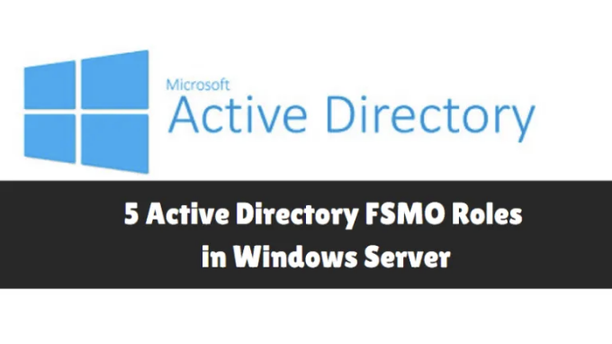 Microsoft
Active Directory
5 Active Directory FSMO Roles
in Windows Server